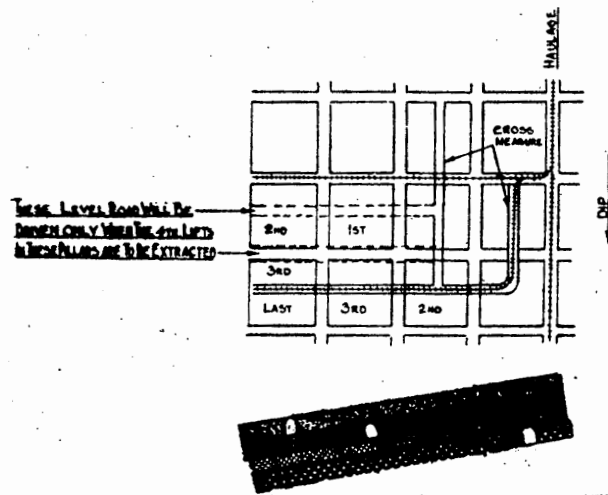 HAULAGE
CROSS
MEASURE
DIP
THESE LEVEL ROAD WILL BE
DRIVEN ONLY WHEN THE 4TH LIFTS
IN THESE PILLARS ARE TO BE EXTRACTED
2ND 1ST
3RD
LAST 3RD 2ND